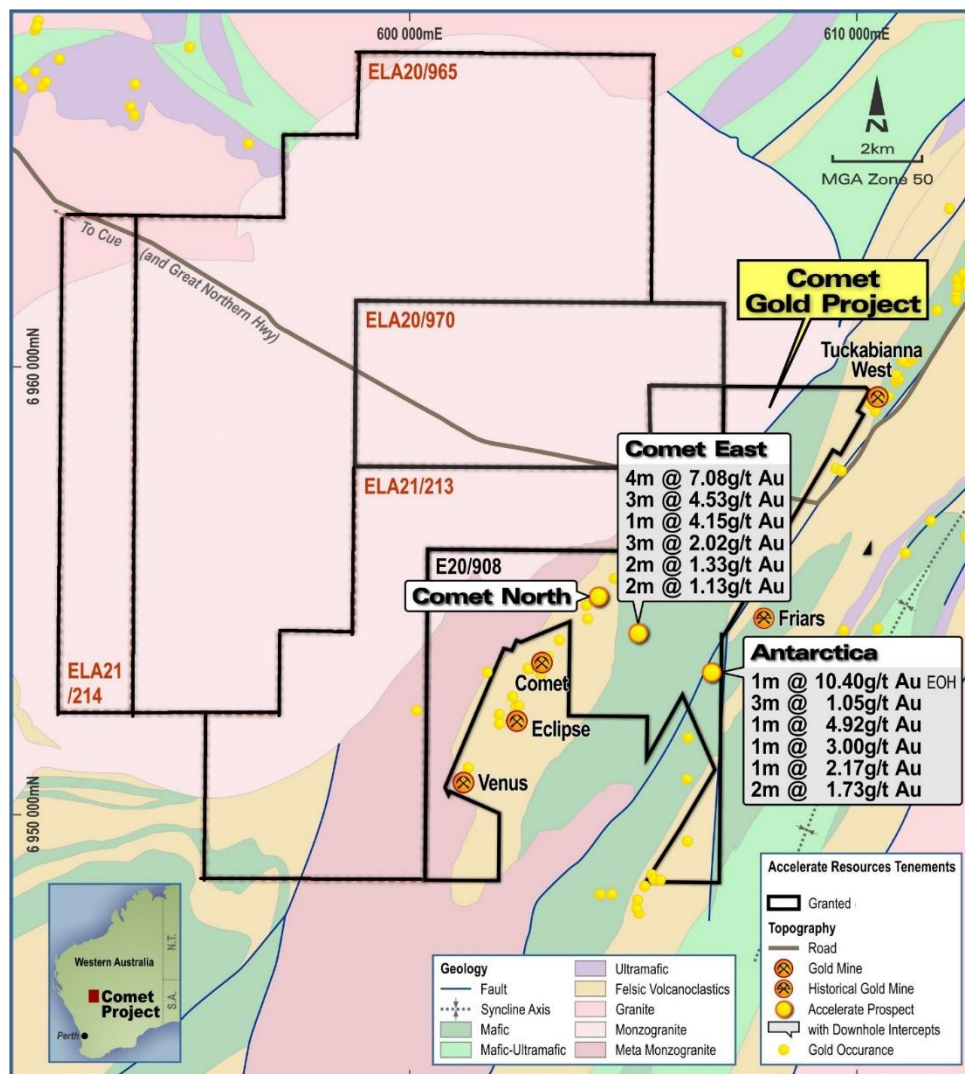 600 000mE
610 000mE
ELA20/965
N
2km
MGA Zone 50
To Cue
(and Great Northern Hwy)
Comet
Gold Project
ELA20/970
6 960 000mN
Tuckabianna
West
Comet East
4m @ 7.08g/t Au
3m @ 4.53g/t Au
1m @ 4.15g/t Au
3m @ 2.02g/t Au
2m @ 1.33g/t Au
2m @ 1.13g/t Au
ELA21/213
E20/908
Comet North
Friars
ELA21
/214
Comet
Antarctica
1m @ 10.40g/t Au EOH
3m @ 1.05g/t Au
1m @ 4.92g/t Au
1m @ 3.00g/t Au
1m @ 2.17g/t Au
2m @ 1.73g/t Au
Eclipse
Venus
6 950 000mN
Western Australia
N.T.
S.A.
Comet
Project
Perth
Geology
Fault
Syncline Axis
Mafic
Mafic-Ultramafic
Ultramafic
Felsic Volcanoclastics
Granite
Monzogranite
Meta Monzogranite
Accelerate Resources Tenements
Granted
Topography
Road
Gold Mine
Historical Gold Mine
Accelerate Prospect
with Downhole Intercepts
Gold Occurance